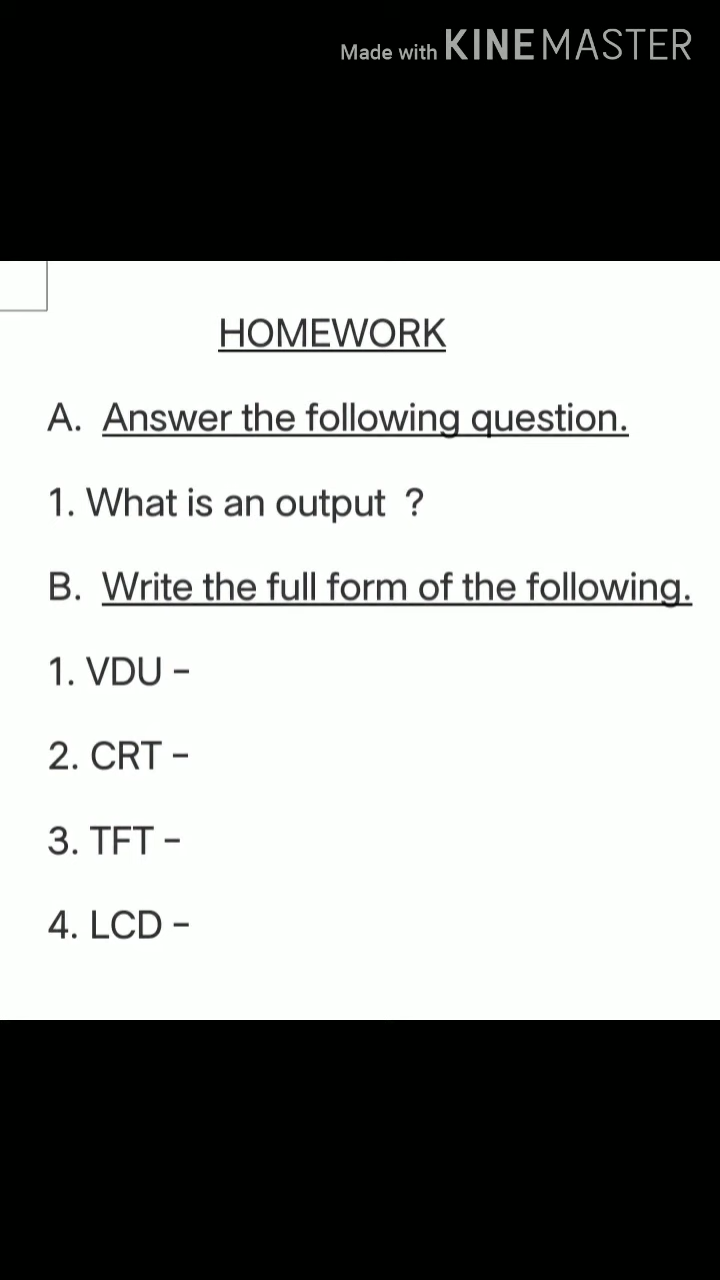 Made with KINEMASTER
HOMEWORK
A. Answer the following question.
1. What is an output ?
B. Write the full form of the following.
1. VDU -
2. CRT -
3. TFT -
4. LCD -